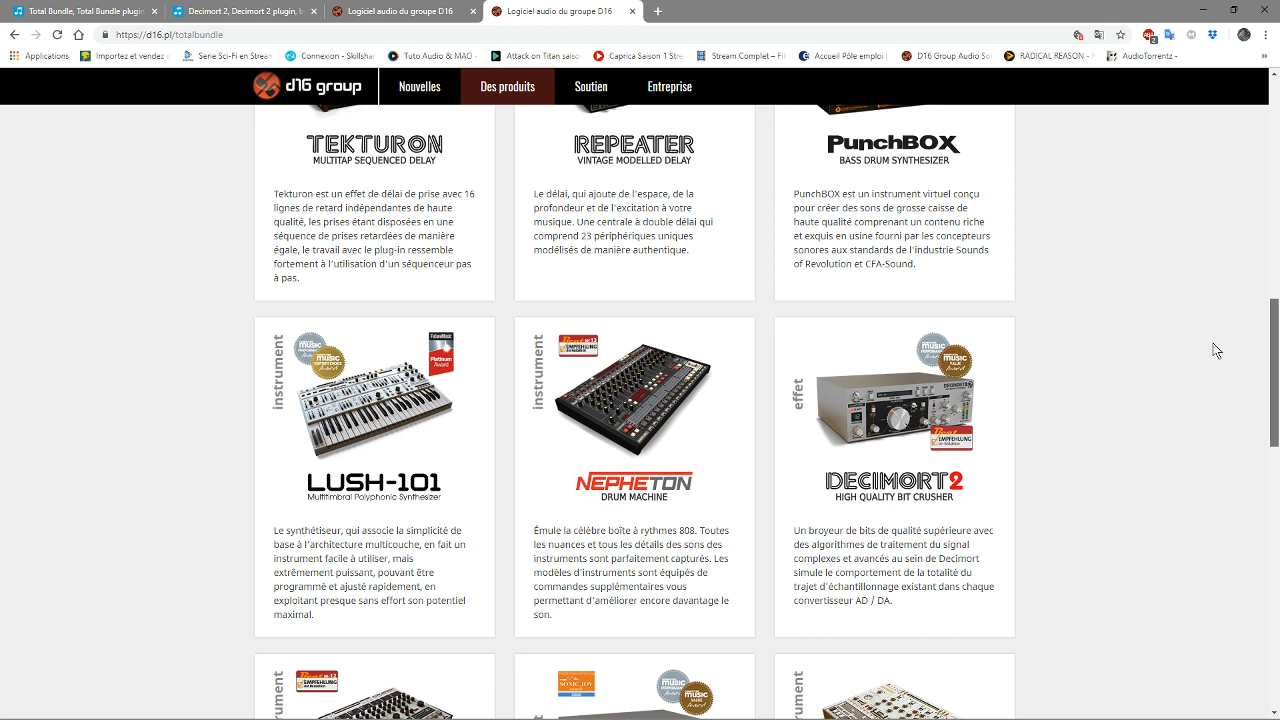 Total Bundle, Total Bundle plugin
Decimort 2, Decimort 2 plugin, b
Logiciel audio du groupe D16
Logiciel audio du groupe D16
https://d16.pl/totalbundle
Applications
Importez et vendez
Serie SCi-Fi en Stream
Connexion - Skillshar
Tuto Audio & MAO -
Attack on Titan saison
Caprica Saison 1 Stre
Stream Complet – Fil
Accueil Pôle emploi
D16 Group Audio Sof
RADICAL REASON – F
AudioTorrentz -
»
d16 group
Nouvelles
Des produits
Soutien
Entreprise
TEKTURON
MULTITAP SEQUENCED DELAY
Tekturon est un effet de délai de prise avec 16
lignes de retard indépendantes de haute
qualité, les prises étant disposées en une
séquence de prises retardées de manière
égale, le travail avec le plug-in ressemble
fortement à l'utilisation d'un séquenceur pas
à pas.
REPEATER
VINTAGE MODELLED DELAY
Le délai, qui ajoute de l'espace, de la
profondeur et de l'excitation à votre
musique. Une centrale à double délai qui
comprend 23 périphériques uniques
modélisés de manière authentique.
PunchBOX
BASS DRUM SYNTHESIZER
PunchBOX est un instrument virtuel conçu
pour créer des sons de grosse caisse de
haute qualité comprenant un contenu riche
et exquis en usine fourni par les concepteurs
sonores aux standards de l'industrie Sounds
of Revolution et CFA-Sound.
instrument
Platinum
LUSH-101
Multitimbral Polyphonic Synthesizer
Le synthétiseur, qui associe la simplicité de
base à l'architecture multicouche, en fait un
instrument facile à utiliser, mais
extrêmement puissant, pouvant être
programmé et ajusté rapidement, en
exploitant presque sans effort son potentiel
maximal.
instrument
EMPFEHLUNG
NEPHETON
DRUM MACHINE
Émule la célèbre boîte à rythmes 808. Toutes
les nuances et tous les détails des sons des
instruments sont parfaitement capturés. Les
modèles d'instruments sont équipés de
commandes supplémentaires vous
permettant d'améliorer encore davantage le
son.
effet
MUSIC
MUSIC
EMPFEHLUNG
DECIMORT2
HIGH QUALITY BIT CRUSHER
Un broyeur de bits de qualité supérieure avec
des algorithmes de traitement du signal
complexes et avancés au sein de Decimort
simule le comportement de la totalité du
trajet d'échantillonnage existant dans chaque
convertisseur AD / DA.
EMPFEHLUNG
SONIC JOY